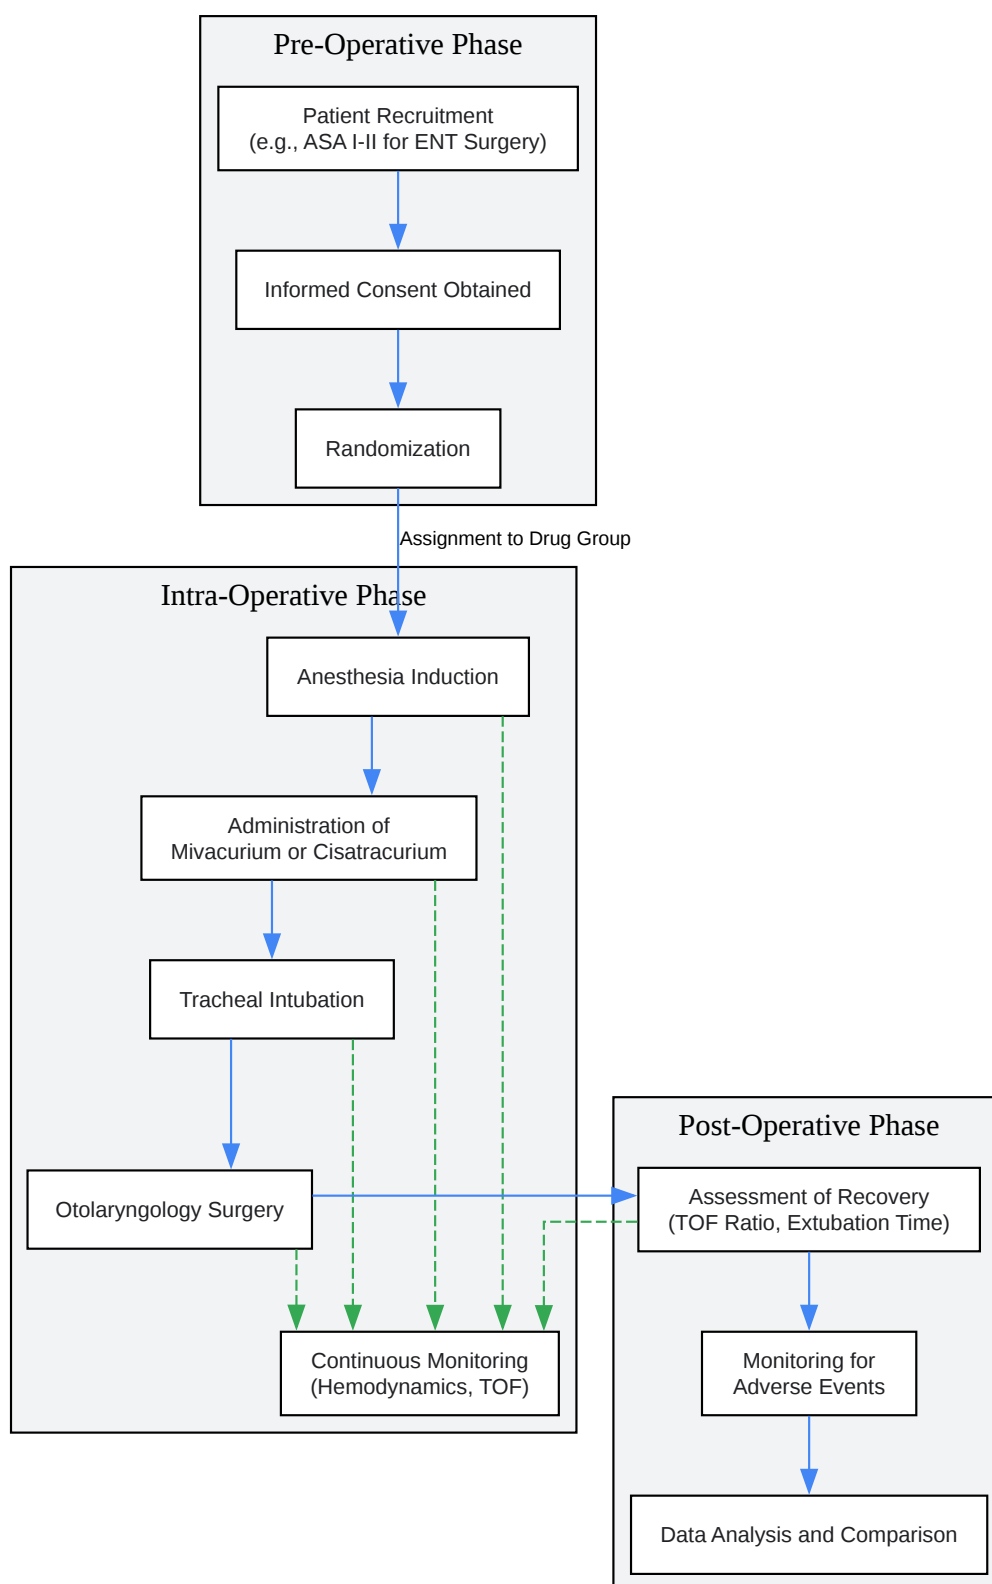 Pre-Operative Phase
Patient Recruitment
(e.g., ASA I-II for ENT Surgery)
Informed Consent Obtained
Randomization
Assignment to Drug Group
Intra-Operative Phase
Anesthesia Induction
Administration of
Mivacurium or Cisatracurium
Tracheal Intubation
Otolaryngology Surgery
Continuous Monitoring
(Hemodynamics, TOF)
Post-Operative Phase
Assessment of Recovery
(TOF Ratio, Extubation Time)
Monitoring for
Adverse Events
Data Analysis and Comparison